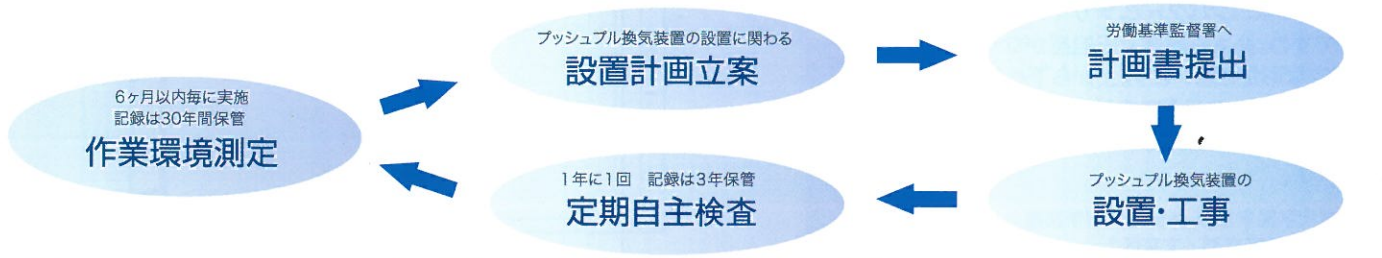 6ヶ月以内毎に実施
記録は30年間保管
作業環境測定
プッシュプル換気装置の設置に関わる
設置計画立案
労働基準監督署へ
計画書提出
プッシュプル換気装置の
設置・工事
1年に1回 記録は3年保管
定期自主検査